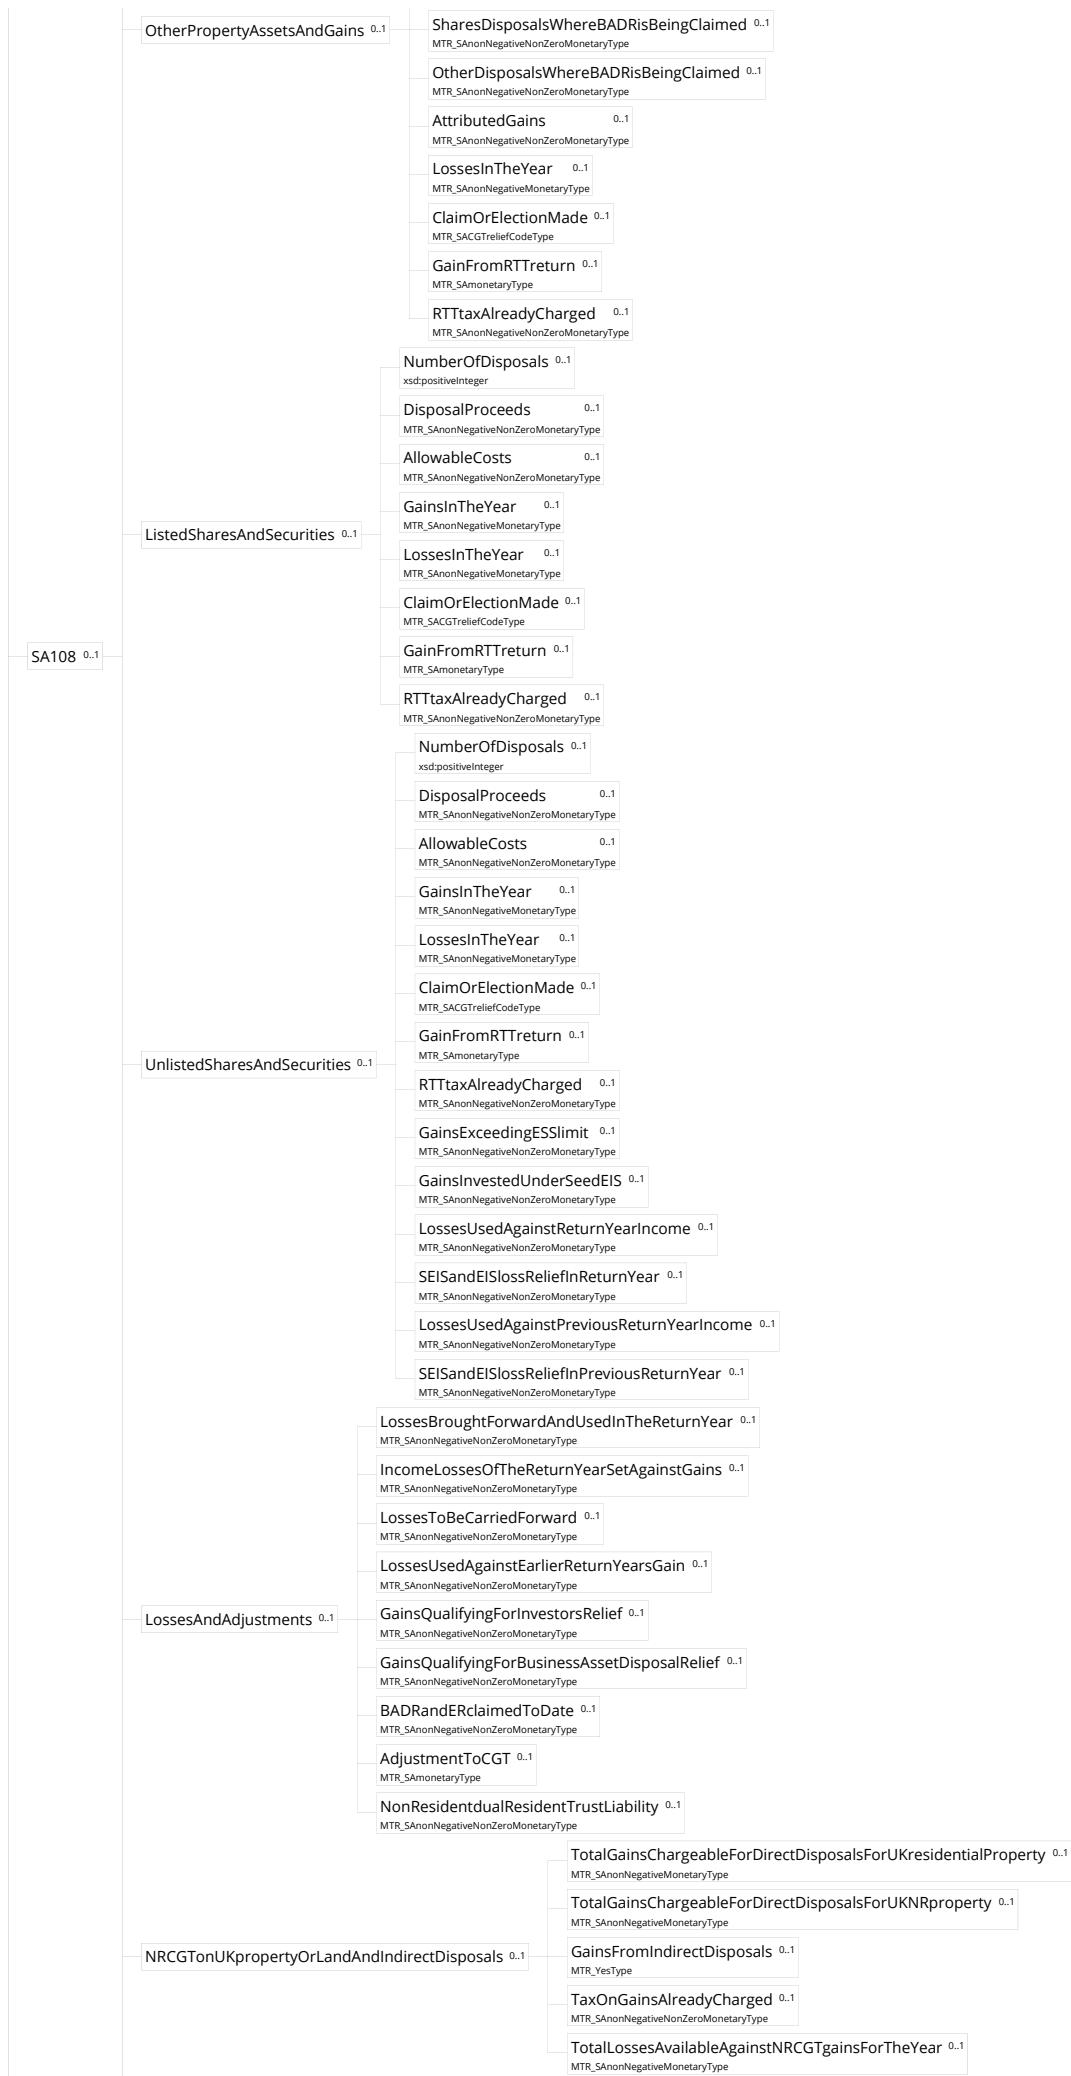 OtherPropertyAssetsAndGains 0..1
SharesDisposalsWhereBADRisBeingClaimed 0..1
MTR_SAnonNegativeNonZeroMonetaryType
OtherDisposalsWhereBADRisBeingClaimed 0..1
MTR_SAnonNegativeNonZeroMonetaryType
AttributedGains 0..1
MTR_SAnonNegativeNonZeroMonetaryType
LossesInTheYear 0..1
MTR_SAnonNegativeMonetaryType
ClaimOrElectionMade 0..1
MTR_SACGTreliefCodeType
GainFromRTTreturn 0..1
MTR_SAmonetaryType
RTTtaxAlreadyCharged 0..1
MTR_SAnonNegativeNonZeroMonetaryType
SA108 0..1
ListedSharesAndSecurities 0..1
NumberOfDisposals 0..1
xsd:positiveInteger
DisposalProceeds 0..1
MTR_SAnonNegativeNonZeroMonetaryType
AllowableCosts 0..1
MTR_SAnonNegativeNonZeroMonetaryType
GainsInTheYear 0..1
MTR_SAnonNegativeMonetaryType
LossesInTheYear 0..1
MTR_SAnonNegativeMonetaryType
ClaimOrElectionMade 0..1
MTR_SACGTreliefCodeType
GainFromRTTreturn 0..1
MTR_SAmonetaryType
RTTtaxAlreadyCharged 0..1
MTR_SAnonNegativeNonZeroMonetaryType
UnlistedSharesAndSecurities 0..1
NumberOfDisposals 0..1
xsd:positiveInteger
DisposalProceeds 0..1
MTR_SAnonNegativeNonZeroMonetaryType
AllowableCosts 0..1
MTR_SAnonNegativeNonZeroMonetaryType
GainsInTheYear 0..1
MTR_SAnonNegativeMonetaryType
LossesInTheYear 0..1
MTR_SAnonNegativeMonetaryType
ClaimOrElectionMade 0..1
MTR_SACGTreliefCodeType
GainFromRTTreturn 0..1
MTR_SAmonetaryType
RTTtaxAlreadyCharged 0..1
MTR_SAnonNegativeNonZeroMonetaryType
GainsExceedingESSlimit 0..1
MTR_SAnonNegativeNonZeroMonetaryType
GainsInvestedUnderSeedEIS 0..1
MTR_SAnonNegativeNonZeroMonetaryType
LossesUsedAgainstReturnYearIncome 0..1
MTR_SAnonNegativeNonZeroMonetaryType
SEISandEISlossReliefInReturnYear 0..1
MTR_SAnonNegativeNonZeroMonetaryType
LossesUsedAgainstPreviousReturnYearIncome 0..1
MTR_SAnonNegativeNonZeroMonetaryType
SEISandEISlossReliefInPreviousReturnYear 0..1
MTR_SAnonNegativeNonZeroMonetaryType
LossesAndAdjustments 0..1
LossesBroughtForwardAndUsedInTheReturnYear 0..1
MTR_SAnonNegativeNonZeroMonetaryType
IncomeLossesOfTheReturnYearSetAgainstGains 0..1
MTR_SAnonNegativeNonZeroMonetaryType
LossesToBeCarriedForward 0..1
MTR_SAnonNegativeNonZeroMonetaryType
LossesUsedAgainstEarlierReturnYearsGain 0..1
MTR_SAnonNegativeNonZeroMonetaryType
GainsQualifyingForInvestorsRelief 0..1
MTR_SAnonNegativeNonZeroMonetaryType
GainsQualifyingForBusinessAssetDisposalRelief 0..1
MTR_SAnonNegativeNonZeroMonetaryType
BADRandERclaimedToDate 0..1
MTR_SAnonNegativeNonZeroMonetaryType
AdjustmentToCGT 0..1
MTR_SAmonetaryType
NonResidentdualResidentTrustLiability 0..1
MTR_SAnonNegativeNonZeroMonetaryType
NRCGTonUKpropertyOrLandAndIndirectDisposals 0..1
TotalGainsChargeableForDirectDisposalsForUKresidentialProperty 0..1
MTR_SAnonNegativeMonetaryType
TotalGainsChargeableForDirectDisposalsForUKNRproperty 0..1
MTR_SAnonNegativeMonetaryType
GainsFromIndirectDisposals 0..1
MTR_YesType
TaxOnGainsAlreadyCharged 0..1
MTR_SAnonNegativeNonZeroMonetaryType
TotalLossesAvailableAgainstNRCGTgainsForTheYear 0..1
MTR_SAnonNegativeMonetaryType